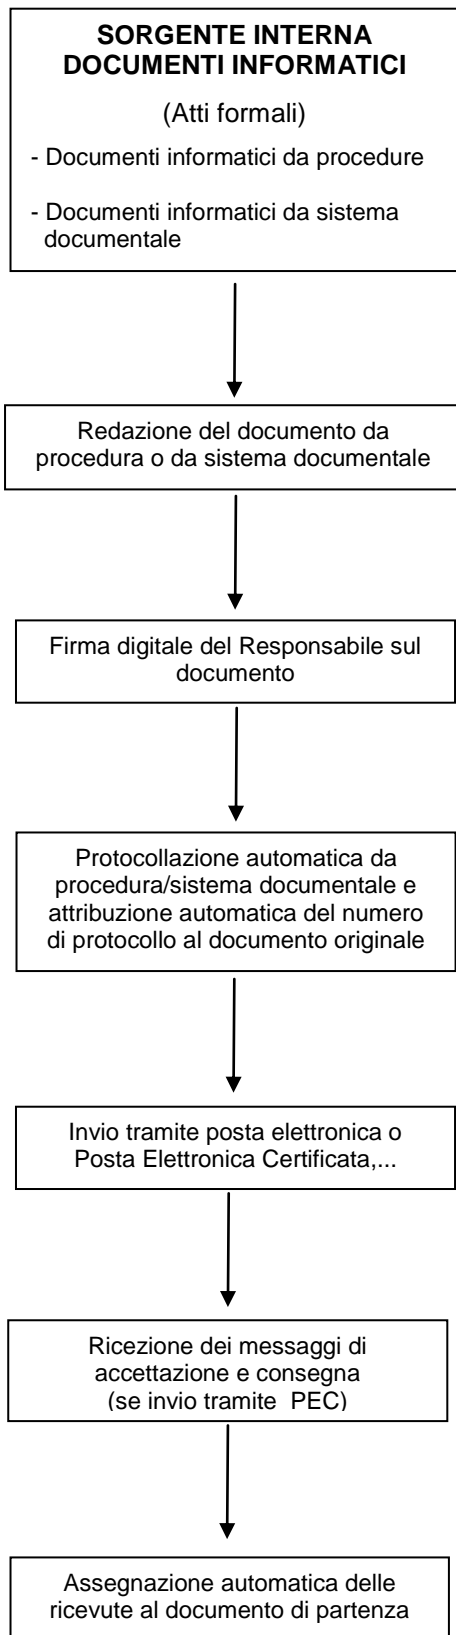 SORGENTE INTERNA
DOCUMENTI INFORMATICI
(Atti formali)
- Documenti informatici da procedure
- Documenti informatici da sistema
documentale
Redazione del documento da
procedura o da sistema documentale
Firma digitale del Responsabile sul
documento
Protocollazione automatica da
procedura/sistema documentale e
attribuzione automatica del numero
di protocollo al documento originale
Invio tramite posta elettronica o
Posta Elettronica Certificata,...
Ricezione dei messaggi di
accettazione e consegna
(se invio tramite PEC)
Assegnazione automatica delle
ricevute al documento di partenza